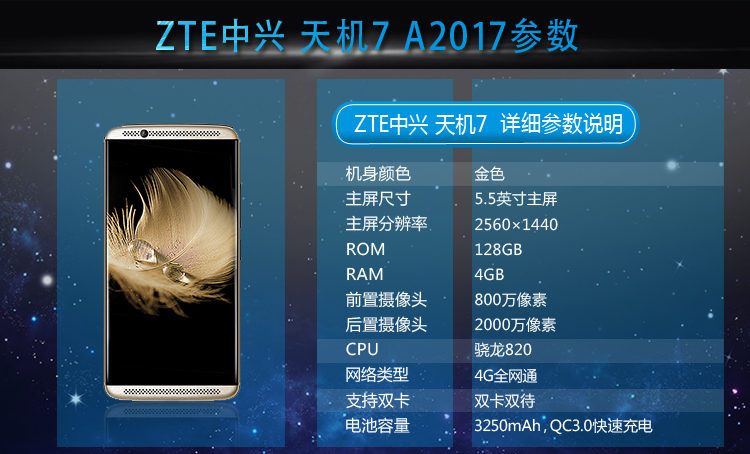 ZTE中兴 天机7 A2017参数
ZTE中兴 天机7 详细参数说明
机身颜色 金色
主屏尺寸 5.5英寸主屏
主屏分辨率 2560×1440
ROM 128GB
RAM 4GB
前置摄像头 800万像素
后置摄像头 2000万像素
CPU 骁龙820
网络类型 4G全网通
支持双卡 双卡双待
电池容量 3250mAh,QC3.0快速充电